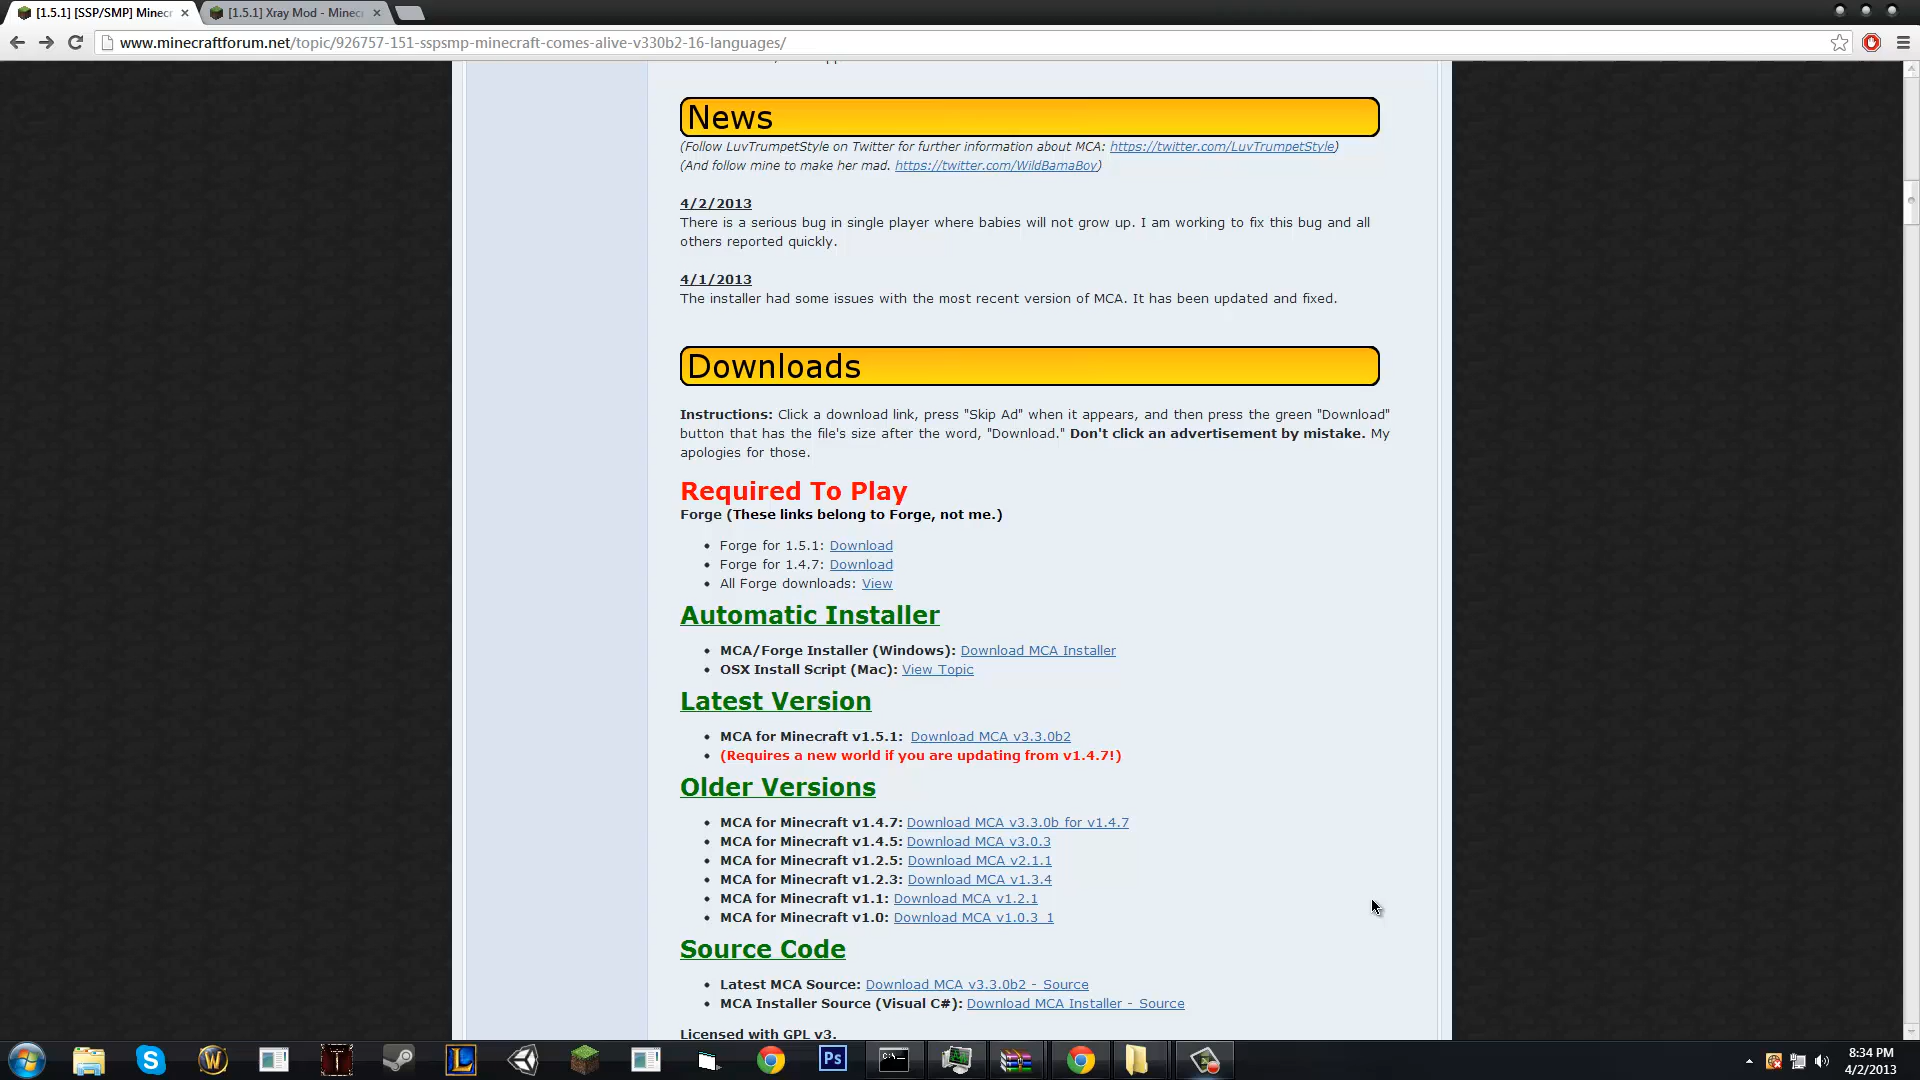 [1.5.1] [SSP/SMP] Minecr
[1.5.1] Xray Mod - Minec
www.minecraftforum.net/topic/926757-151-sspsmp-minecraft-comes-alive-v330b2-16-languages/
News
(Follow LuvTrumpetStyle on Twitter for further information about MCA: https://twitter.com/LuvTrumpetStyle)
(And follow mine to make her mad. https://twitter.com/WildBamaBoy)
4/2/2013
There is a serious bug in single player where babies will not grow up. I am working to fix this bug and all
others reported quickly.
4/1/2013
The installer had some issues with the most recent version of MCA. It has been updated and fixed.
Downloads
Instructions: Click a download link, press "Skip Ad" when it appears, and then press the green "Download"
button that has the file's size after the word, "Download." Don't click an advertisement by mistake. My
apologies for those.
Required To Play
Forge (These links belong to Forge, not me.)
Forge for 1.5.1: Download
Forge for 1.4.7: Download
All Forge downloads: View
Automatic Installer
MCA/Forge Installer (Windows): Download MCA Installer
OSX Install Script (Mac): View Topic
Latest Version
MCA for Minecraft v1.5.1: Download MCA v3.3.0b2
(Requires a new world if you are updating from v1.4.7!)
Older Versions
MCA for Minecraft v1.4.7: Download MCA v3.3.0b for v1.4.7
MCA for Minecraft v1.4.5: Download MCA v3.0.3
MCA for Minecraft v1.2.5: Download MCA v2.1.1
MCA for Minecraft v1.2.3: Download MCA v1.3.4
MCA for Minecraft v1.1: Download MCA v1.2.1
MCA for Minecraft v1.0: Download MCA v1.0.3_1
Source Code
Latest MCA Source: Download MCA v3.3.0b2 - Source
MCA Installer Source (Visual C#): Download MCA Installer - Source
Licensed with GPL v3.
Ps
C:\
8:34 PM
4/2/2013